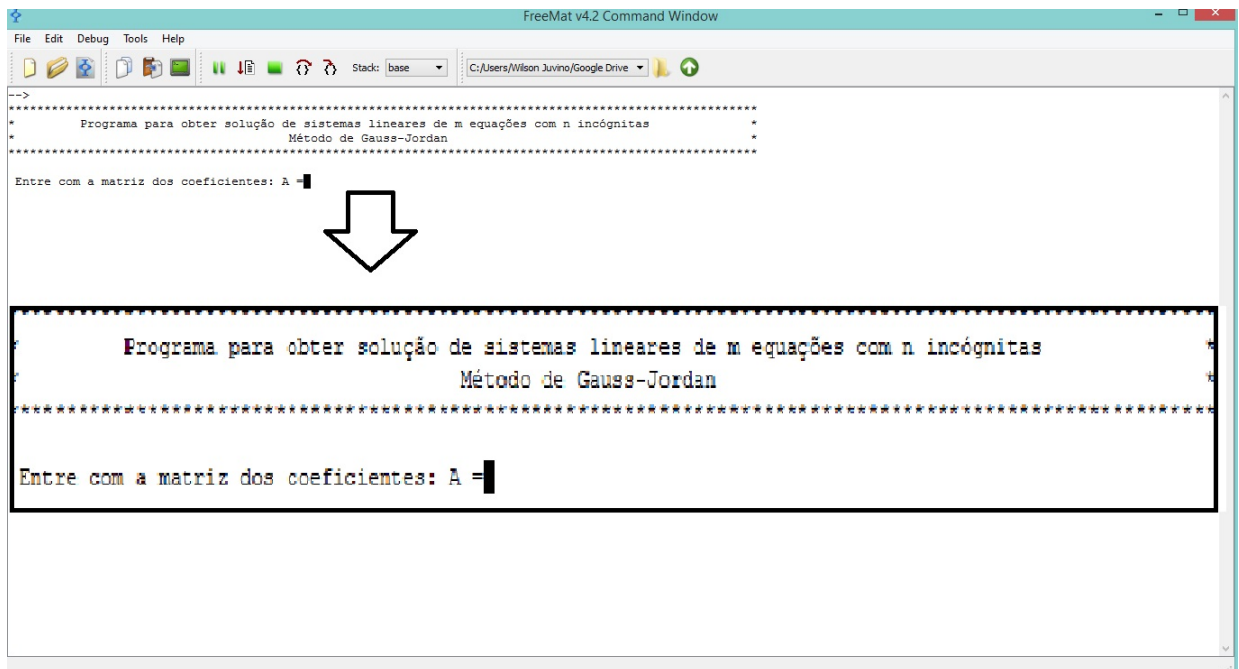 FreeMat v4.2 Command Window
File Edit Debug Tools Help
Stack: base C:/Users/Wilson Juvino/Google Drive
-->
*********************************************************************************************************
* Programa para obter solução de sistemas lineares de m equações com n incógnitas *
* Método de Gauss-Jordan *
*********************************************************************************************************
Entre com a matriz dos coeficientes: A =
*********************************************************************************************************
* Programa para obter solução de sistemas lineares de m equações com n incógnitas *
* Método de Gauss-Jordan *
*********************************************************************************************************
Entre com a matriz dos coeficientes: A =